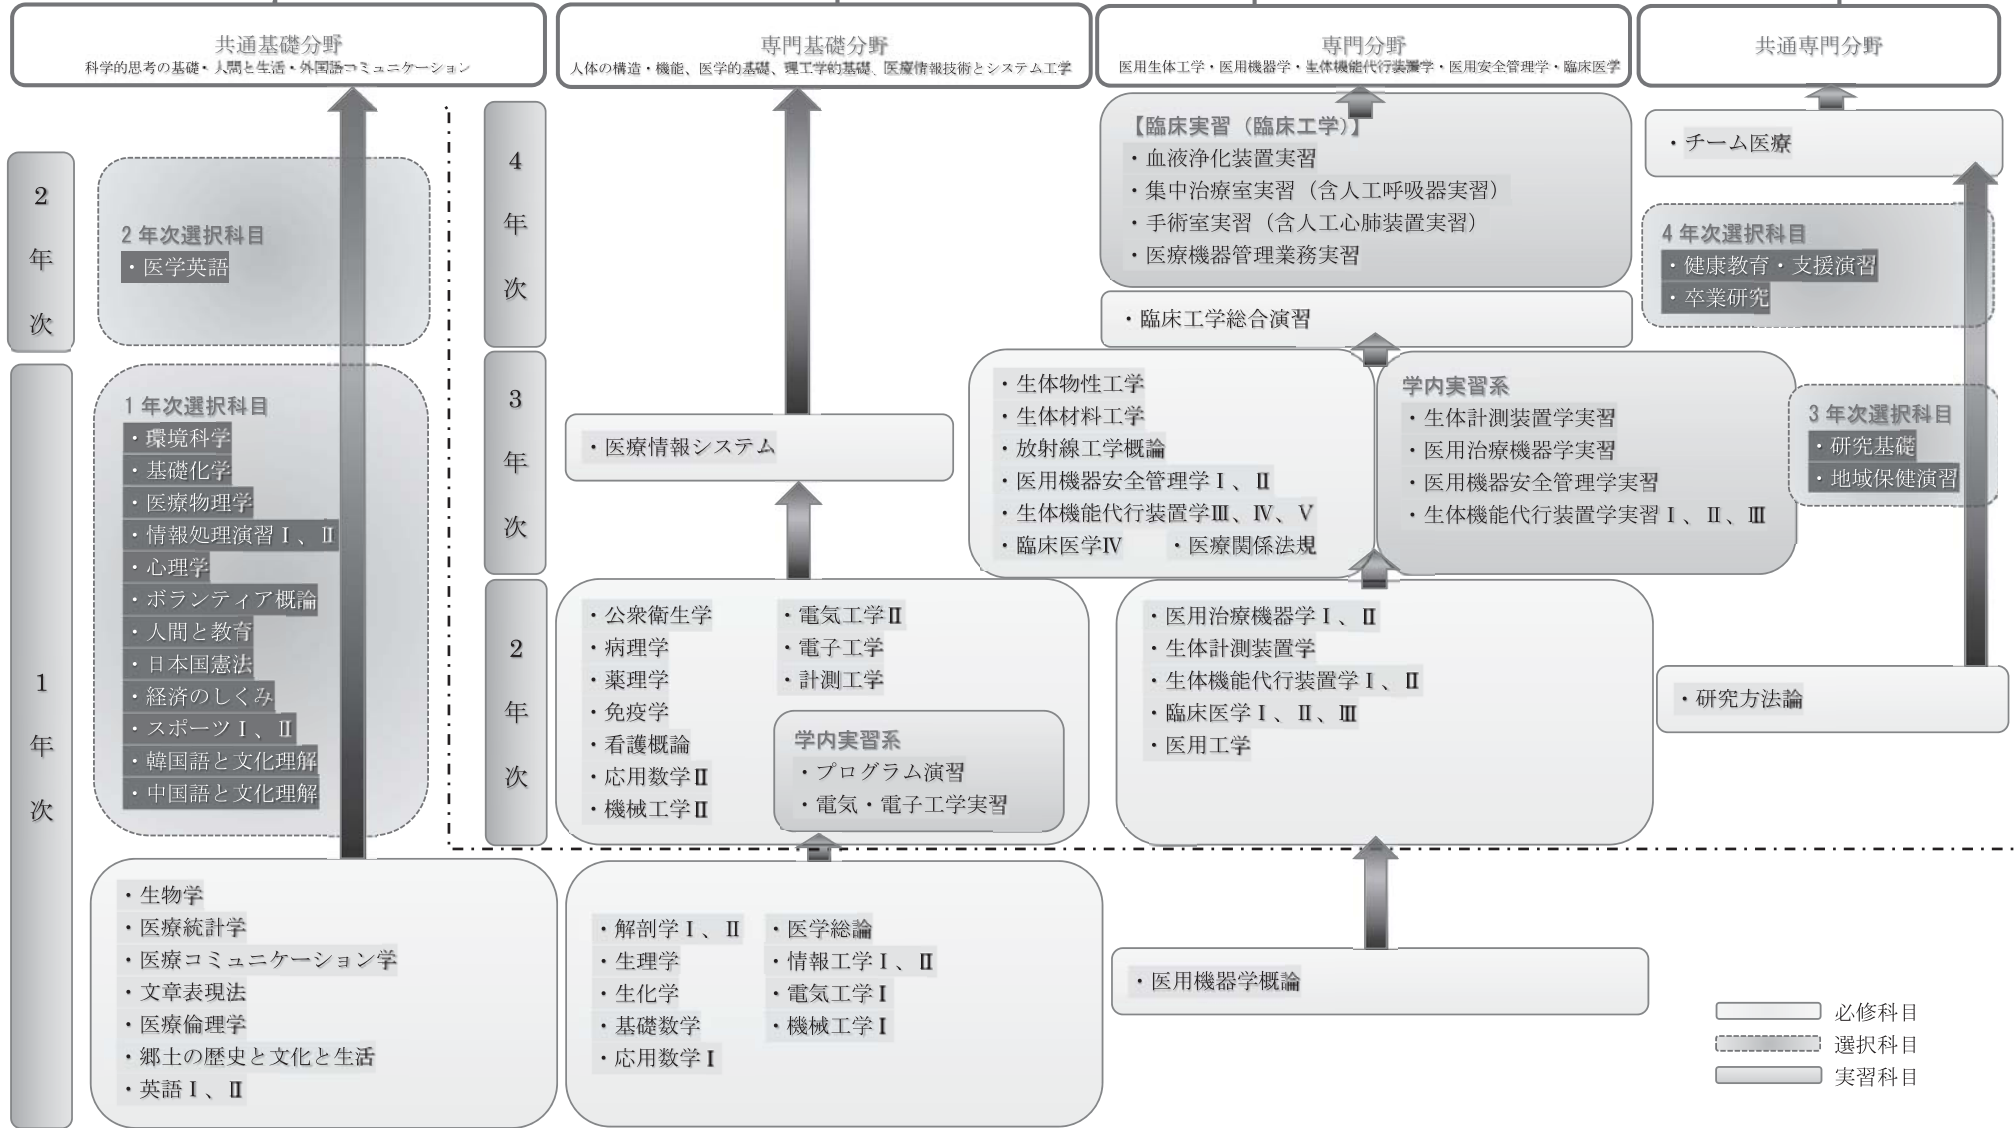 共通基礎分野
科学的思考の基礎・人間と生活・外国語コミュニケーション
専門基礎分野
人体の構造・機能、医学的基礎、理工学的基礎、医療情報技術とシステム工学
専門分野
医用生体工学・医用機器学・生体機能代行装置学・医用安全管理学・臨床医学
共通専門分野
2年次
2年次選択科目
・医学英語
1年次
1年次選択科目
・環境科学
・基礎化学
・医療物理学
・情報処理演習Ⅰ、Ⅱ
・心理学
・ボランティア概論
・人間と教育
・日本国憲法
・経済のしくみ
・スポーツⅠ、Ⅱ
・韓国語と文化理解
・中国語と文化理解
・生物学
・医療統計学
・医療コミュニケーション学
・文章表現法
・医療倫理学
・郷土の歴史と文化と生活
・英語Ⅰ、Ⅱ
4年次
3年次
2年次
・医療情報システム
・公衆衛生学
・病理学
・薬理学
・免疫学
・看護概論
・応用数学Ⅱ
・機械工学Ⅱ
・電気工学Ⅱ
・電子工学
・計測工学
学内実習系
・プログラム演習
・電気・電子工学実習
・解剖学Ⅰ、Ⅱ
・生理学
・生化学
・基礎数学
・応用数学Ⅰ
・医学総論
・情報工学Ⅰ、Ⅱ
・電気工学Ⅰ
・機械工学Ⅰ
【臨床実習（臨床工学）】
・血液浄化装置実習
・集中治療室実習（含人工呼吸器実習）
・手術室実習（含人工心肺装置実習）
・医療機器管理業務実習
・臨床工学総合演習
・生体物性工学
・生体材料工学
・放射線工学概論
・医用機器安全管理学Ⅰ、Ⅱ
・生体機能代行装置学Ⅲ、Ⅳ、Ⅴ
・臨床医学Ⅳ ・医療関係法規
学内実習系
・生体計測装置学実習
・医用治療機器学実習
・医用機器安全管理学実習
・生体機能代行装置学実習Ⅰ、Ⅱ、Ⅲ
・医用治療機器学Ⅰ、Ⅱ
・生体計測装置学
・生体機能代行装置学Ⅰ、Ⅱ
・臨床医学Ⅰ、Ⅱ、Ⅲ
・医用工学
・医用機器学概論
・チーム医療
4年次選択科目
・健康教育・支援演習
・卒業研究
3年次選択科目
・研究基礎
・地域保健演習
・研究方法論
必修科目
選択科目
実習科目